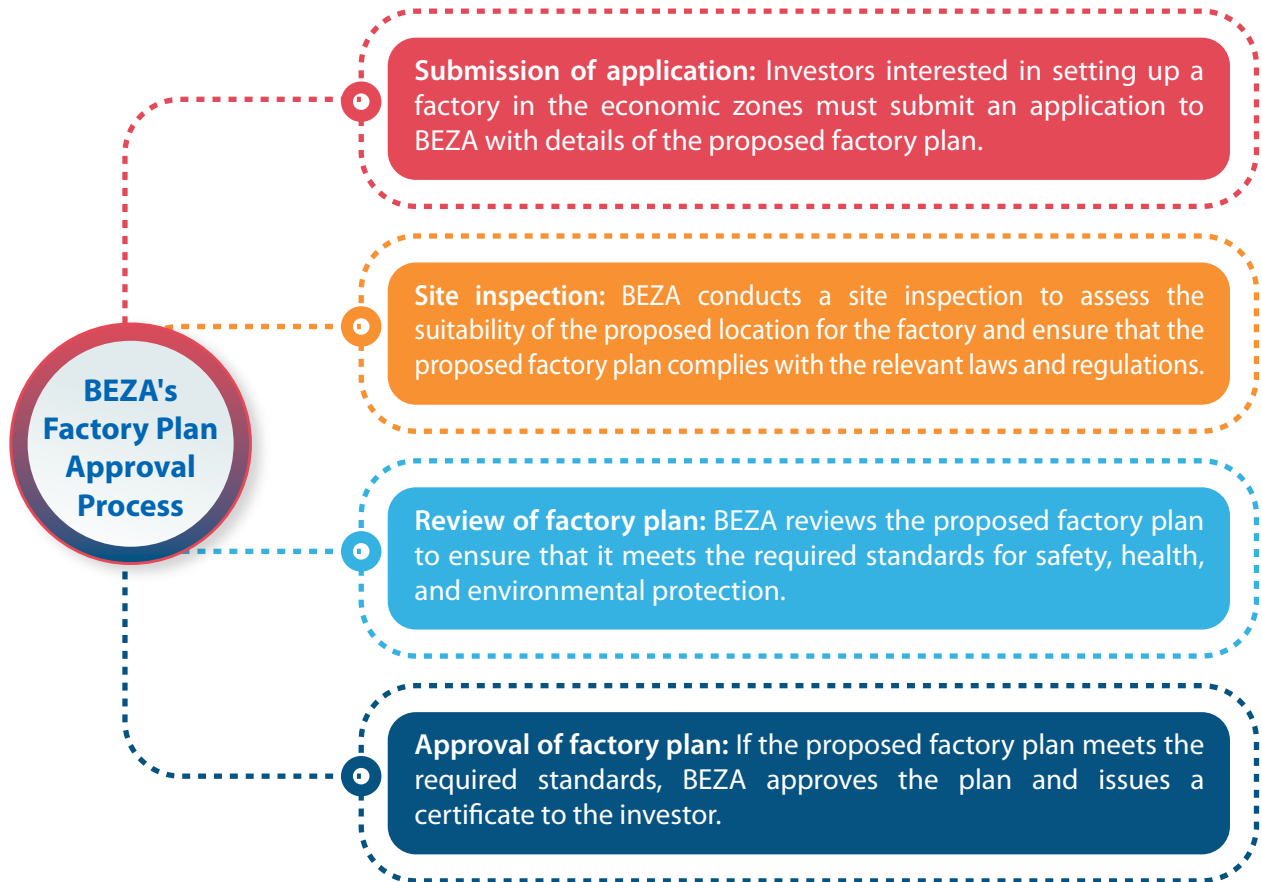 BEZA's
Factory Plan
Approval
Process
Submission of application: Investors interested in setting up a
factory in the economic zones must submit an application to
BEZA with details of the proposed factory plan.
Site inspection: BEZA conducts a site inspection to assess the
suitability of the proposed location for the factory and ensure that the
proposed factory plan complies with the relevant laws and regulations.
Review of factory plan: BEZA reviews the proposed factory plan
to ensure that it meets the required standards for safety, health,
and environmental protection.
Approval of factory plan: If the proposed factory plan meets the
required standards, BEZA approves the plan and issues a
certificate to the investor.